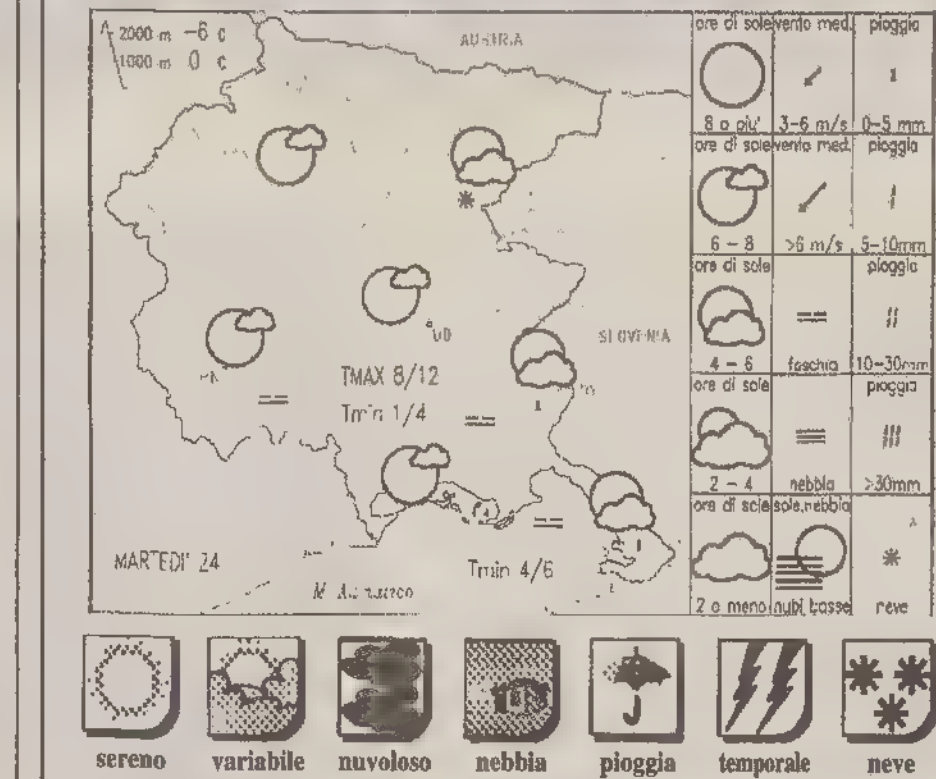 2000 m -6 c
1000 m 0 c
AUSTRIA
SLOVENIA
UD
TMAX 8/12
Tmin 1/4
MARTEDI' 24
Tmin 4/6
ore di sole vento med. pioggia
8 o piu' 3-6 m/s 0-5 mm
ore di sole vento med. pioggia
6 - 8 >6 m/s 5-10mm
ore di sole pioggia
4 - 6 foschia 10-30mm
ore di sole pioggia
2 - 4 nebbia >30mm
ore di sole sole,nebbia
2 o meno nubi basse neve
sereno variabile nuvoloso nebbia pioggia temporale neve